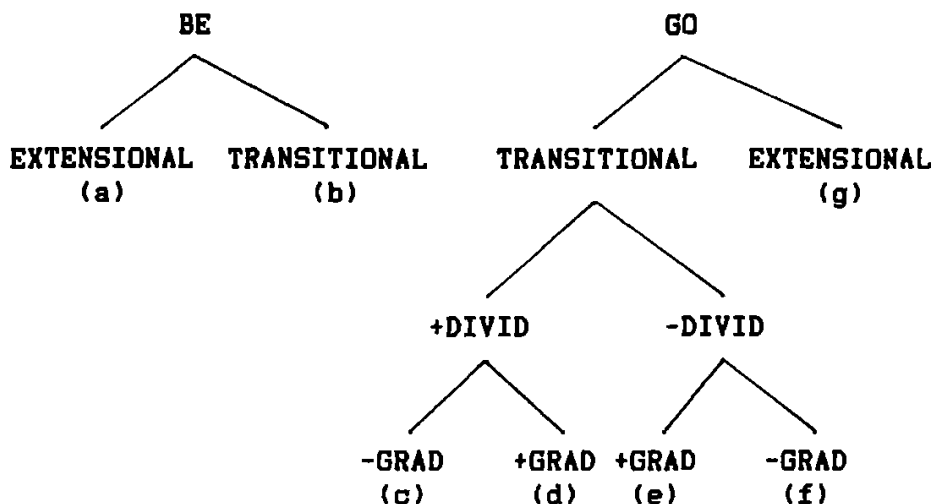 BE GO
EXTENSIONAL TRANSITIONAL TRANSITIONAL EXTENSIONAL
(a) (b) (g)
+DIVID -DIVID
-GRAD +GRAD +GRAD -GRAD
(c) (d) (e) (f)